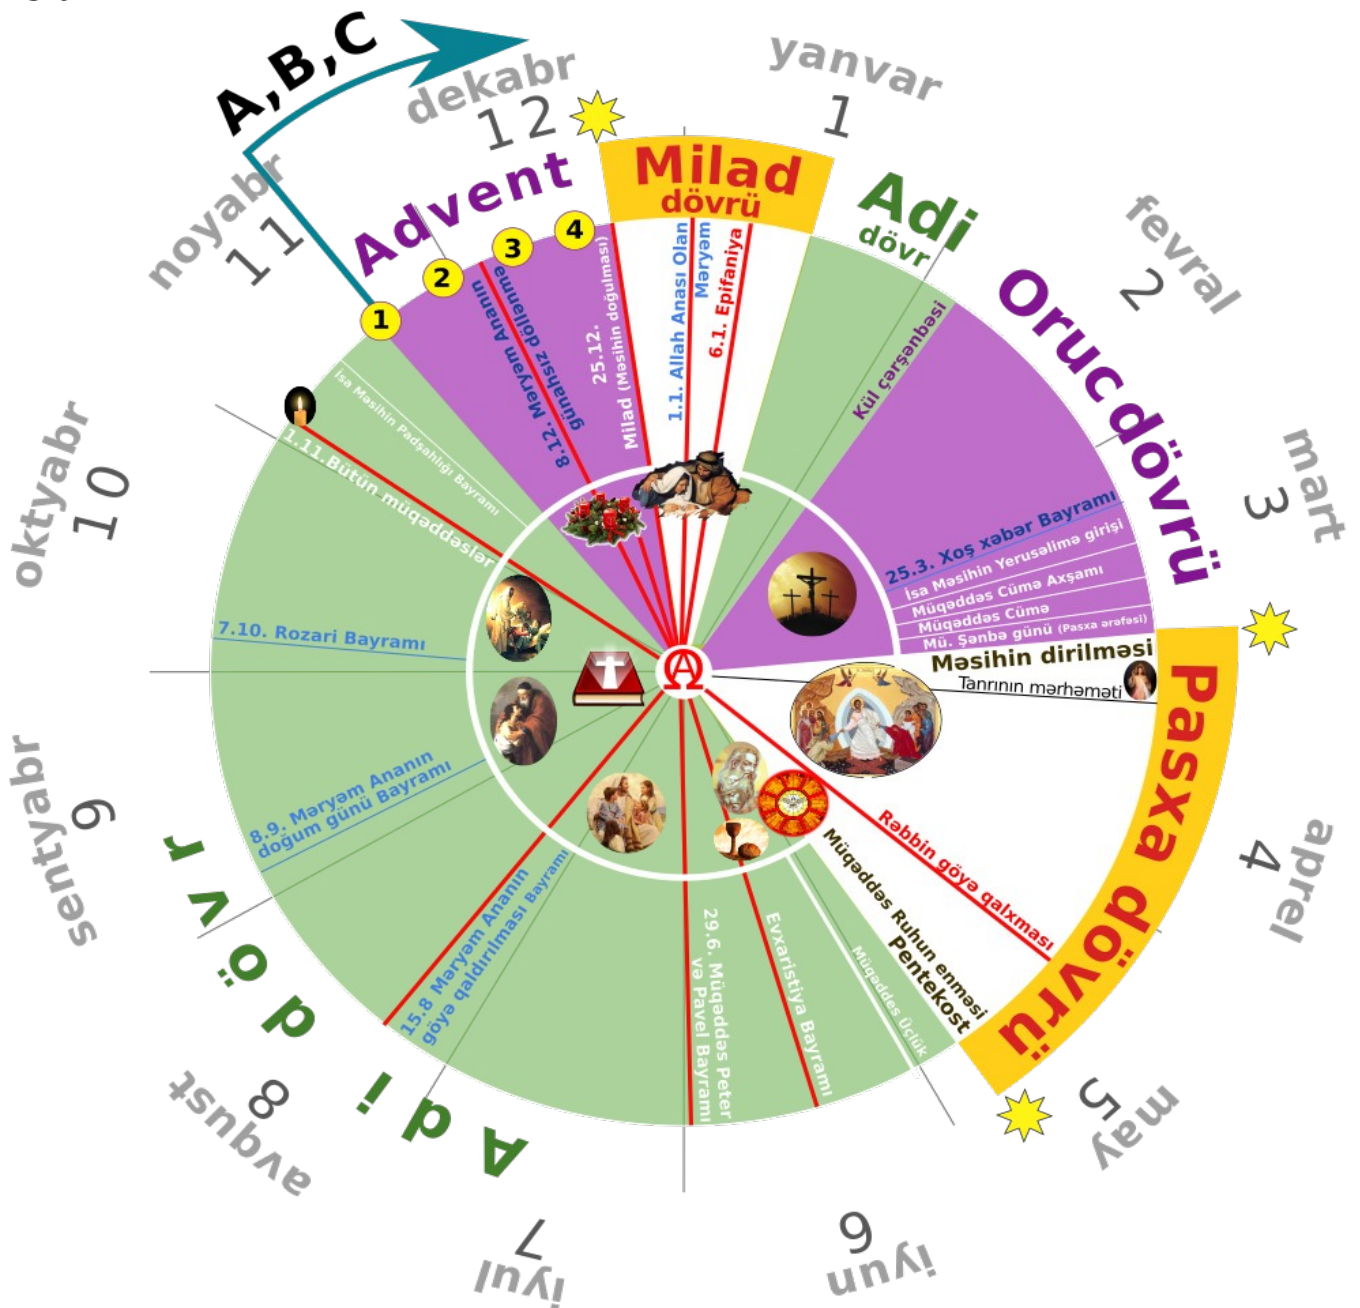 A,B,C
noyabr
11
dekabr
12
yanvar
1
fevral
2
mart
3
aprel
4
may
5
iyun
6
iyul
7
avqust
8
sentyabr
9
oktyabr
10
Advent
1
2
3
4
8.12. Məryəm Ananın
günahsız döllənmə
25.12.
Milad (Məsihin doğulması)
Milad
dövrü
1.1. Allah Anası Olan
Məryəm
6.1. Epifaniya
Adi
dövr
Kül çərşənbəsi
Oruc dövrü
25.3. Xoş xəbər Bayramı
İsa Məsihin Yerusəlimə girişi
Müqəddəs Cümə Axşamı
Müqəddəs Cümə
Mü. Şənbə günü (Pasxa ərəfəsi)
Məsihin dirilməsi
Tanrının mərhəməti
Pasxa dövrü
Rəbbin göyə qalxması
Müqəddəs Ruhun enməsi
Pentekost
Müqəddes Üçlük
Evxaristiya Bayramı
29.6. Müqəddəs Peter
və Pavel Bayramı
Adi dövr
15.8 Məryəm Ananın
göyə qaldırılması Bayramı
8.9. Məryəm Ananın
doğum günü Bayramı
7.10. Rozari Bayramı
1.11.Bütün müqəddəslər
İsa Məsihin Padşahlığı Bayramı